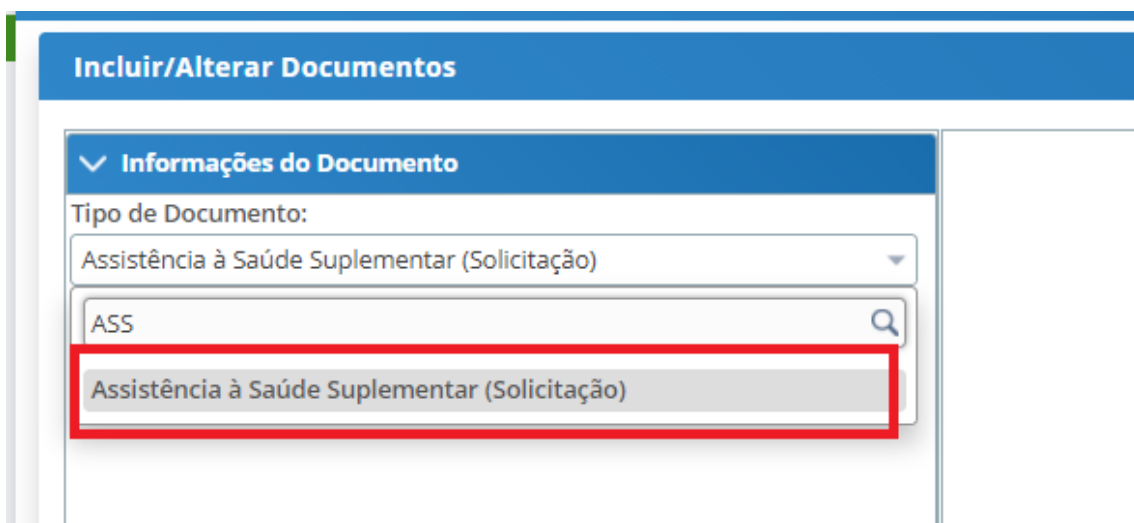 Incluir/Alterar Documentos
Informações do Documento
Tipo de Documento:
Assistência à Saúde Suplementar (Solicitação)
ASS
Assistência à Saúde Suplementar (Solicitação)